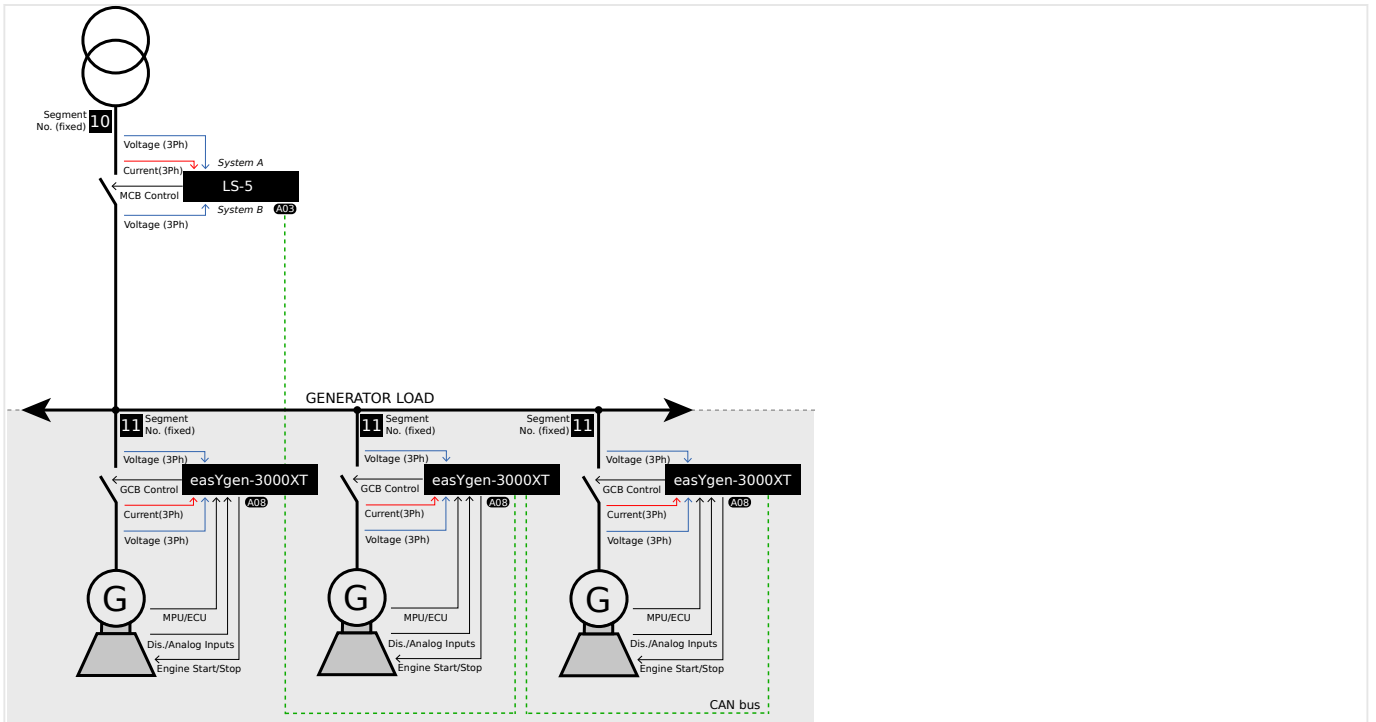 Segment
No. (fixed)
10
Voltage (3Ph)
System A
Current(3Ph)
LS-5
MCB Control
System B
A03
Voltage (3Ph)
GENERATOR LOAD
11
Segment
No. (fixed)
11
Segment
No. (fixed)
Segment
No. (fixed)
11
Voltage (3Ph)
easYgen-3000XT
GCB Control
A08
Current(3Ph)
Voltage (3Ph)
G
MPU/ECU
Dis./Analog Inputs
Engine Start/Stop
Voltage (3Ph)
easYgen-3000XT
GCB Control
A08
Current(3Ph)
Voltage (3Ph)
G
MPU/ECU
Dis./Analog Inputs
Engine Start/Stop
Voltage (3Ph)
easYgen-3000XT
GCB Control
A08
Current(3Ph)
Voltage (3Ph)
G
MPU/ECU
Dis./Analog Inputs
Engine Start/Stop
CAN bus